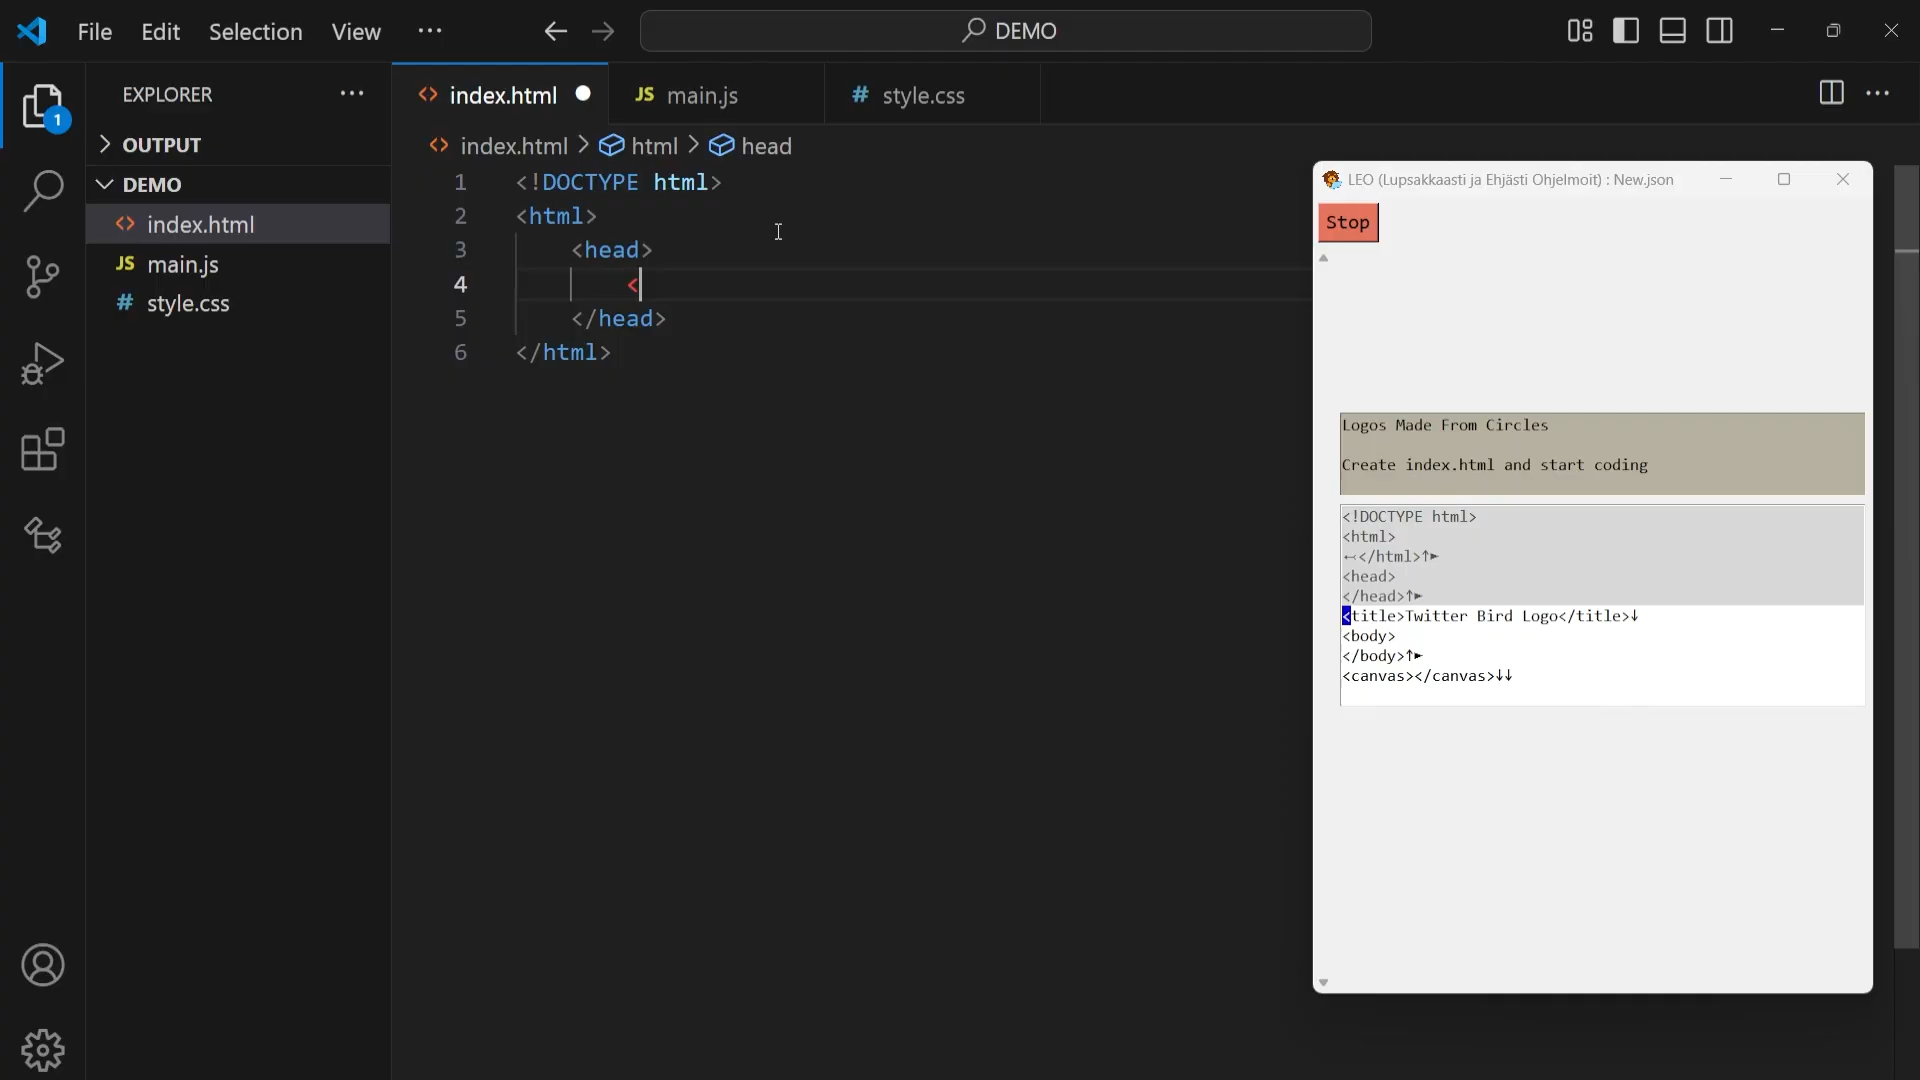 File Edit Selection View ··· DEMO
EXPLORER ···
OUTPUT
DEMO
index.html
JS main.js
# style.css
1
<> index.html JS main.js # style.css
<> index.html > html > head
1 <!DOCTYPE html>
2 <html>
3 <head>
4 <
5 </head>
6 </html>
LEO (Lupsakkaasti ja Ehjästi Ohjelmoit) : New.json
Stop
Logos Made From Circles
Create index.html and start coding
<!DOCTYPE html>
<html>
←</html>↑►
<head>
</head>↑►
<title>Twitter Bird Logo</title>↓
<body>
</body>↑►
<canvas></canvas>↓↓